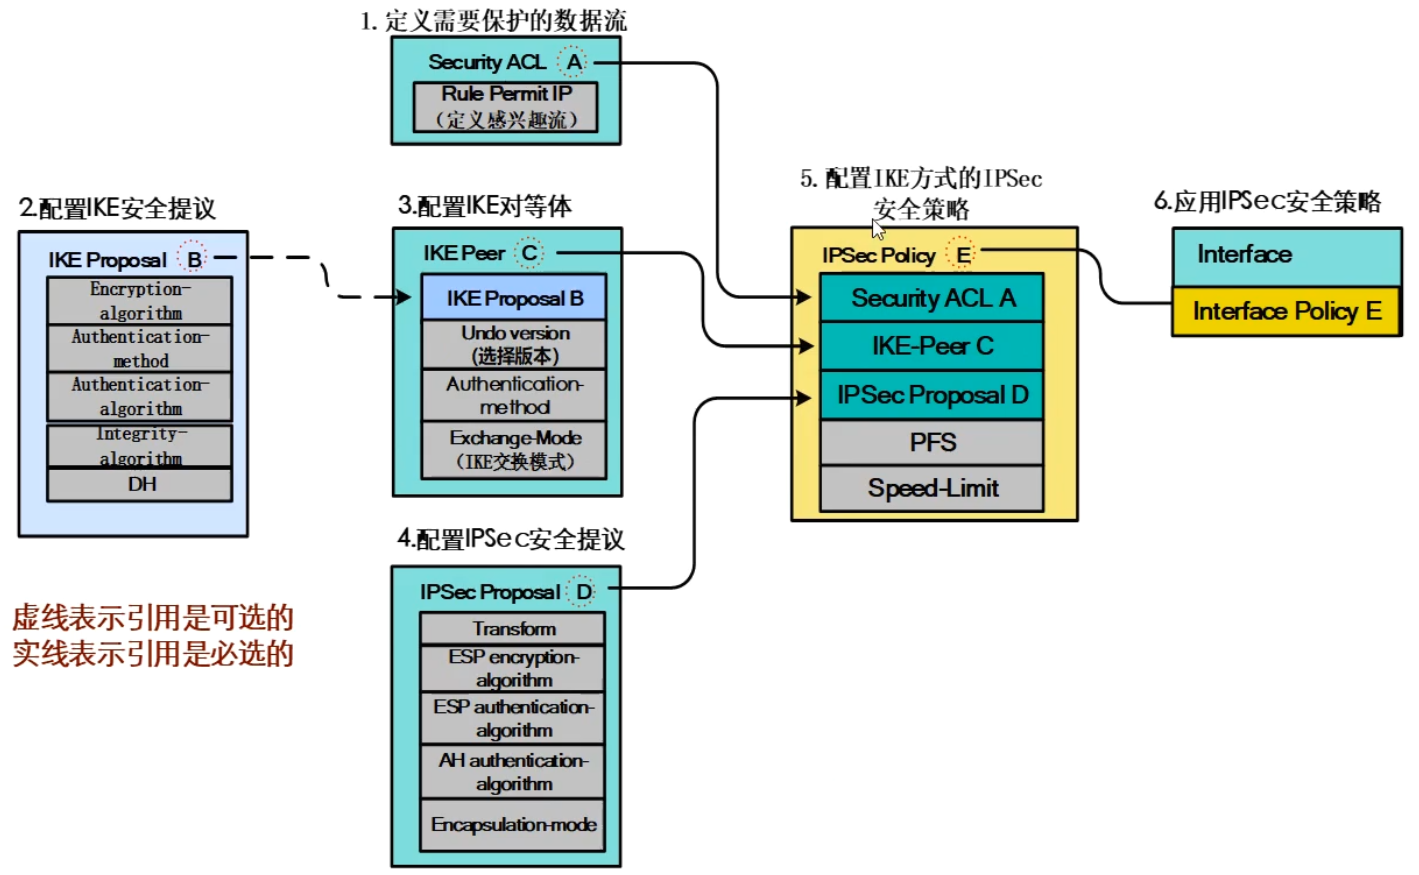 1. 定义需要保护的数据流
Security ACL A
Rule Permit IP
（定义感兴趣流）
2.配置IKE安全提议
IKE Proposal B
Encryption-
algorithm
Authentication-
method
Authentication-
algorithm
Integrity-
algorithm
DH
3.配置IKE对等体
IKE Peer C
IKE Proposal B
Undo version
(选择版本)
Authentication-
method
Exchange-Mode
（IKE交换模式）
4.配置IPSec安全提议
IPSec Proposal D
Transform
ESP encryption-
algorithm
ESP authentication-
algorithm
AH authentication-
algorithm
Encapsulation-mode
5. 配置IKE方式的IPSec
安全策略
IPSec Policy E
Security ACL A
IKE-Peer C
IPSec Proposal D
PFS
Speed-Limit
6.应用IPSec安全策略
Interface
Interface Policy E
虚线表示引用是可选的
实线表示引用是必选的